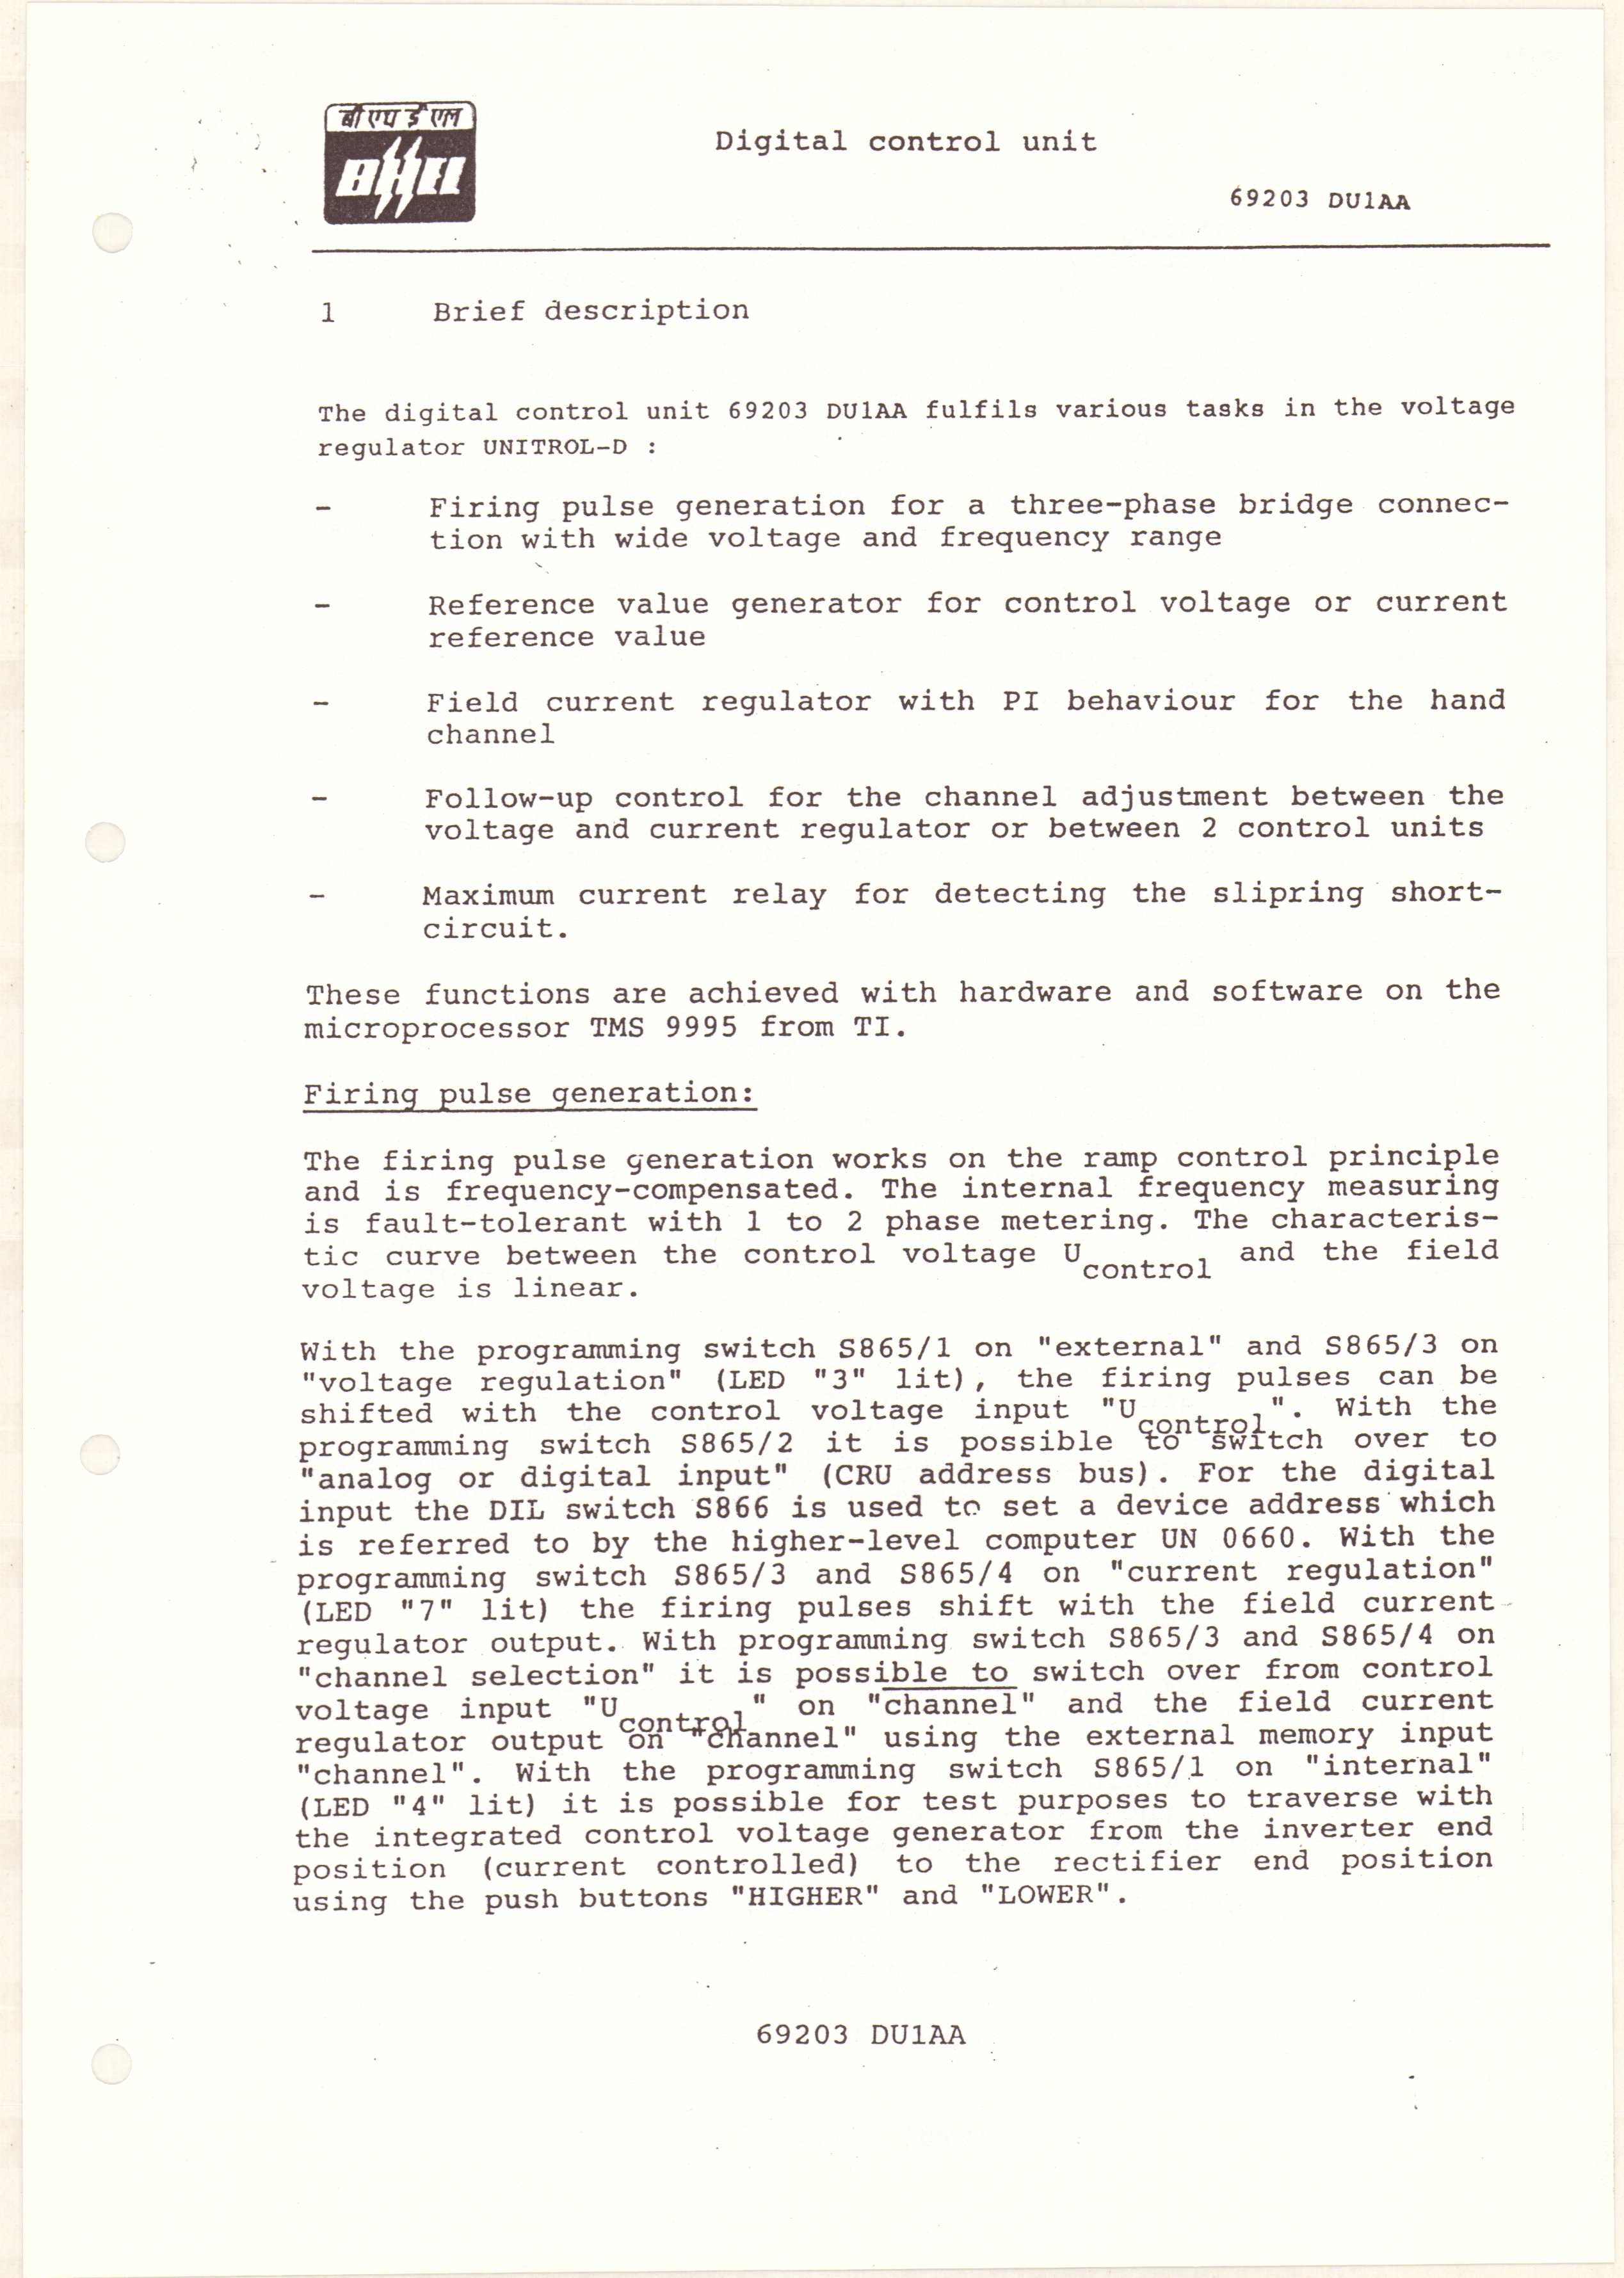 बी एच ई एल
BHEL
Digital control unit
69203 DU1AA
1 Brief description
The digital control unit 69203 DU1AA fulfils various tasks in the voltage
regulator UNITROL-D :
- Firing pulse generation for a three-phase bridge connec-
tion with wide voltage and frequency range
- Reference value generator for control voltage or current
reference value
- Field current regulator with PI behaviour for the hand
channel
- Follow-up control for the channel adjustment between the
voltage and current regulator or between 2 control units
- Maximum current relay for detecting the slipring short-
circuit.
These functions are achieved with hardware and software on the
microprocessor TMS 9995 from TI.
Firing pulse generation:
The firing pulse generation works on the ramp control principle
and is frequency-compensated. The internal frequency measuring
is fault-tolerant with 1 to 2 phase metering. The characteris-
tic curve between the control voltage U control and the field
voltage is linear.
With the programming switch S865/1 on "external" and S865/3 on
"voltage regulation" (LED "3" lit), the firing pulses can be
shifted with the control voltage input "U control". With the
programming switch S865/2 it is possible to switch over to
"analog or digital input" (CRU address bus). For the digital
input the DIL switch S866 is used to set a device address which
is referred to by the higher-level computer UN 0660. With the
programming switch S865/3 and S865/4 on "current regulation"
(LED "7" lit) the firing pulses shift with the field current
regulator output. With programming switch S865/3 and S865/4 on
"channel selection" it is possible to switch over from control
voltage input "U control" on "channel" and the field current
regulator output on "channel" using the external memory input
"channel". With the programming switch S865/1 on "internal"
(LED "4" lit) it is possible for test purposes to traverse with
the integrated control voltage generator from the inverter end
position (current controlled) to the rectifier end position
using the push buttons "HIGHER" and "LOWER".
69203 DU1AA